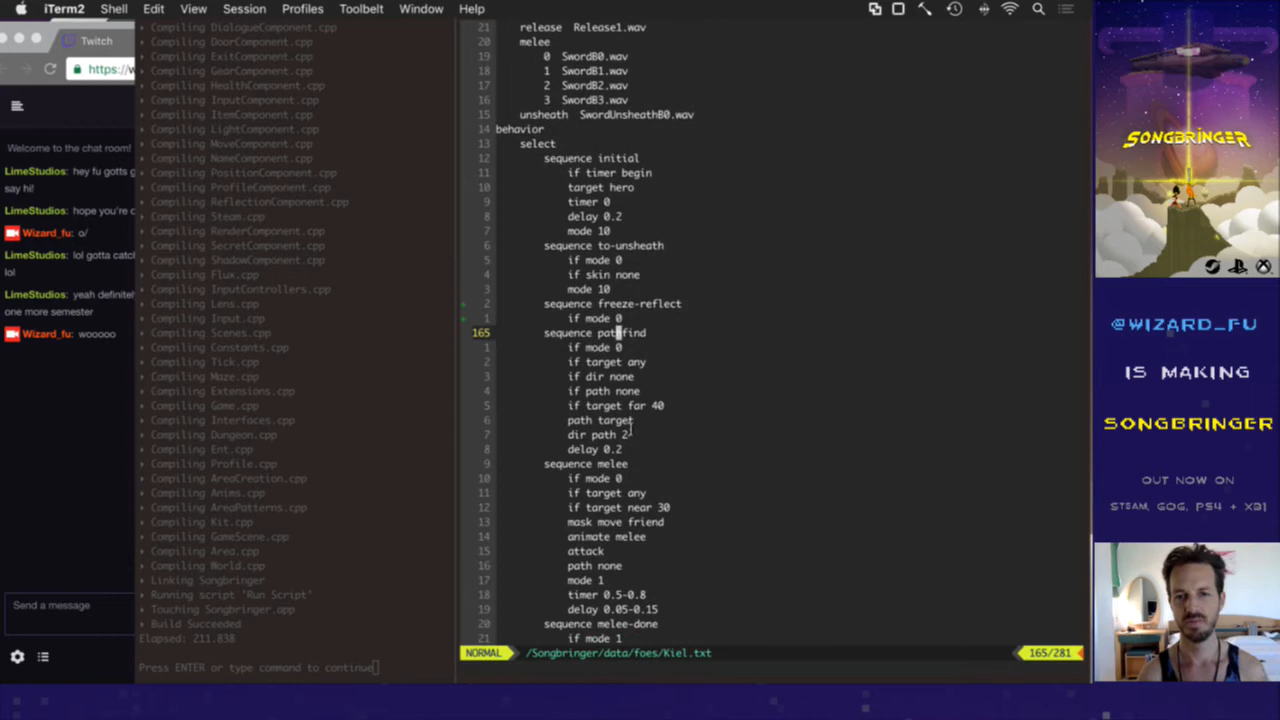 iTerm2 Shell Edit View Session Profiles Toolbelt Window Help
Twitch
https://w
Welcome to the chat room!
LimeStudios: hey fu gotts g
say hi!
LimeStudios: hope you're
Wizard_fu: o/
LimeStudios: lol gotta catc
lol
LimeStudios: yeah definite
one more semester
Wizard_fu: wooooo
Send a message
Compiling DialogueComponent.cpp
Compiling DoorComponent.cpp
Compiling ExitComponent.cpp
Compiling GearComponent.cpp
Compiling HealthComponent.cpp
Compiling InputComponent.cpp
Compiling ItemComponent.cpp
Compiling LightComponent.cpp
Compiling MoveComponent.cpp
Compiling NameComponent.cpp
Compiling PositionComponent.cpp
Compiling ProfileComponent.cpp
Compiling ReflectionComponent.cpp
Compiling Steam.cpp
Compiling RenderComponent.cpp
Compiling SecretComponent.cpp
Compiling ShadowComponent.cpp
Compiling Flux.cpp
Compiling InputControllers.cpp
Compiling Lens.cpp
Compiling Input.cpp
Compiling Scenes.cpp
Compiling Constants.cpp
Compiling Tick.cpp
Compiling Maze.cpp
Compiling Extensions.cpp
Compiling Game.cpp
Compiling Interfaces.cpp
Compiling Dungeon.cpp
Compiling Ent.cpp
Compiling Profile.cpp
Compiling AreaCreation.cpp
Compiling Anims.cpp
Compiling AreaPatterns.cpp
Compiling Kit.cpp
Compiling GameScene.cpp
Compiling Area.cpp
Compiling World.cpp
Linking Songbringer
Running script 'Run Script'
Touching Songbringer.app
Build Succeeded
Elapsed: 211.838
Press ENTER or type command to continue
21 release Release1.wav
20 melee
19 0 SwordB0.wav
18 1 SwordB1.wav
17 2 SwordB2.wav
16 3 SwordB3.wav
15 unsheath SwordUnsheathB0.wav
14 behavior
13 select
12 sequence initial
11 if timer begin
10 target hero
9 timer 0
8 delay 0.2
7 mode 10
6 sequence to-unsheath
5 if mode 0
4 if skin none
3 mode 10
2 sequence freeze-reflect
1 if mode 0
165 sequence pathfind
1 if mode 0
2 if target any
3 if dir none
4 if path none
5 if target far 40
6 path target
7 dir path 2
8 delay 0.2
9 sequence melee
10 if mode 0
11 if target any
12 if target near 30
13 mask move friend
14 animate melee
15 attack
16 path none
17 mode 1
18 timer 0.5-0.8
19 delay 0.05-0.15
20 sequence melee-done
21 if mode 1
NORMAL /Songbringer/data/foes/Kiel.txt 165/281
SONGBRINGER
@WIZARD_FU
IS MAKING
SONGBRINGER
OUT NOW ON
STEAM, GOG, PS4 + XB1